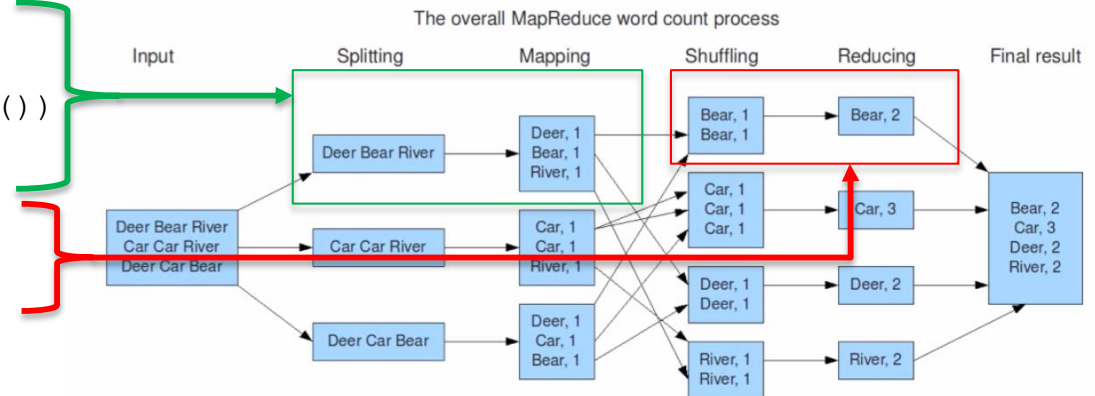 The overall MapReduce word count process
Input
Splitting
Mapping
Shuffling
Reducing
Final result
())
Deer Bear River
Car Car River
Deer Car Bear
Deer Bear River
Car Car River
Deer Car Bear
Deer, 1
Bear, 1
River, 1
Car, 1
Car, 1
River, 1
Deer, 1
Car, 1
Bear, 1
Bear, 1
Bear, 1
Car, 1
Car, 1
Car, 1
Deer, 1
Deer, 1
River, 1
River, 1
Bear, 2
Car, 3
Deer, 2
River, 2
Bear, 2
Car, 3
Deer, 2
River, 2